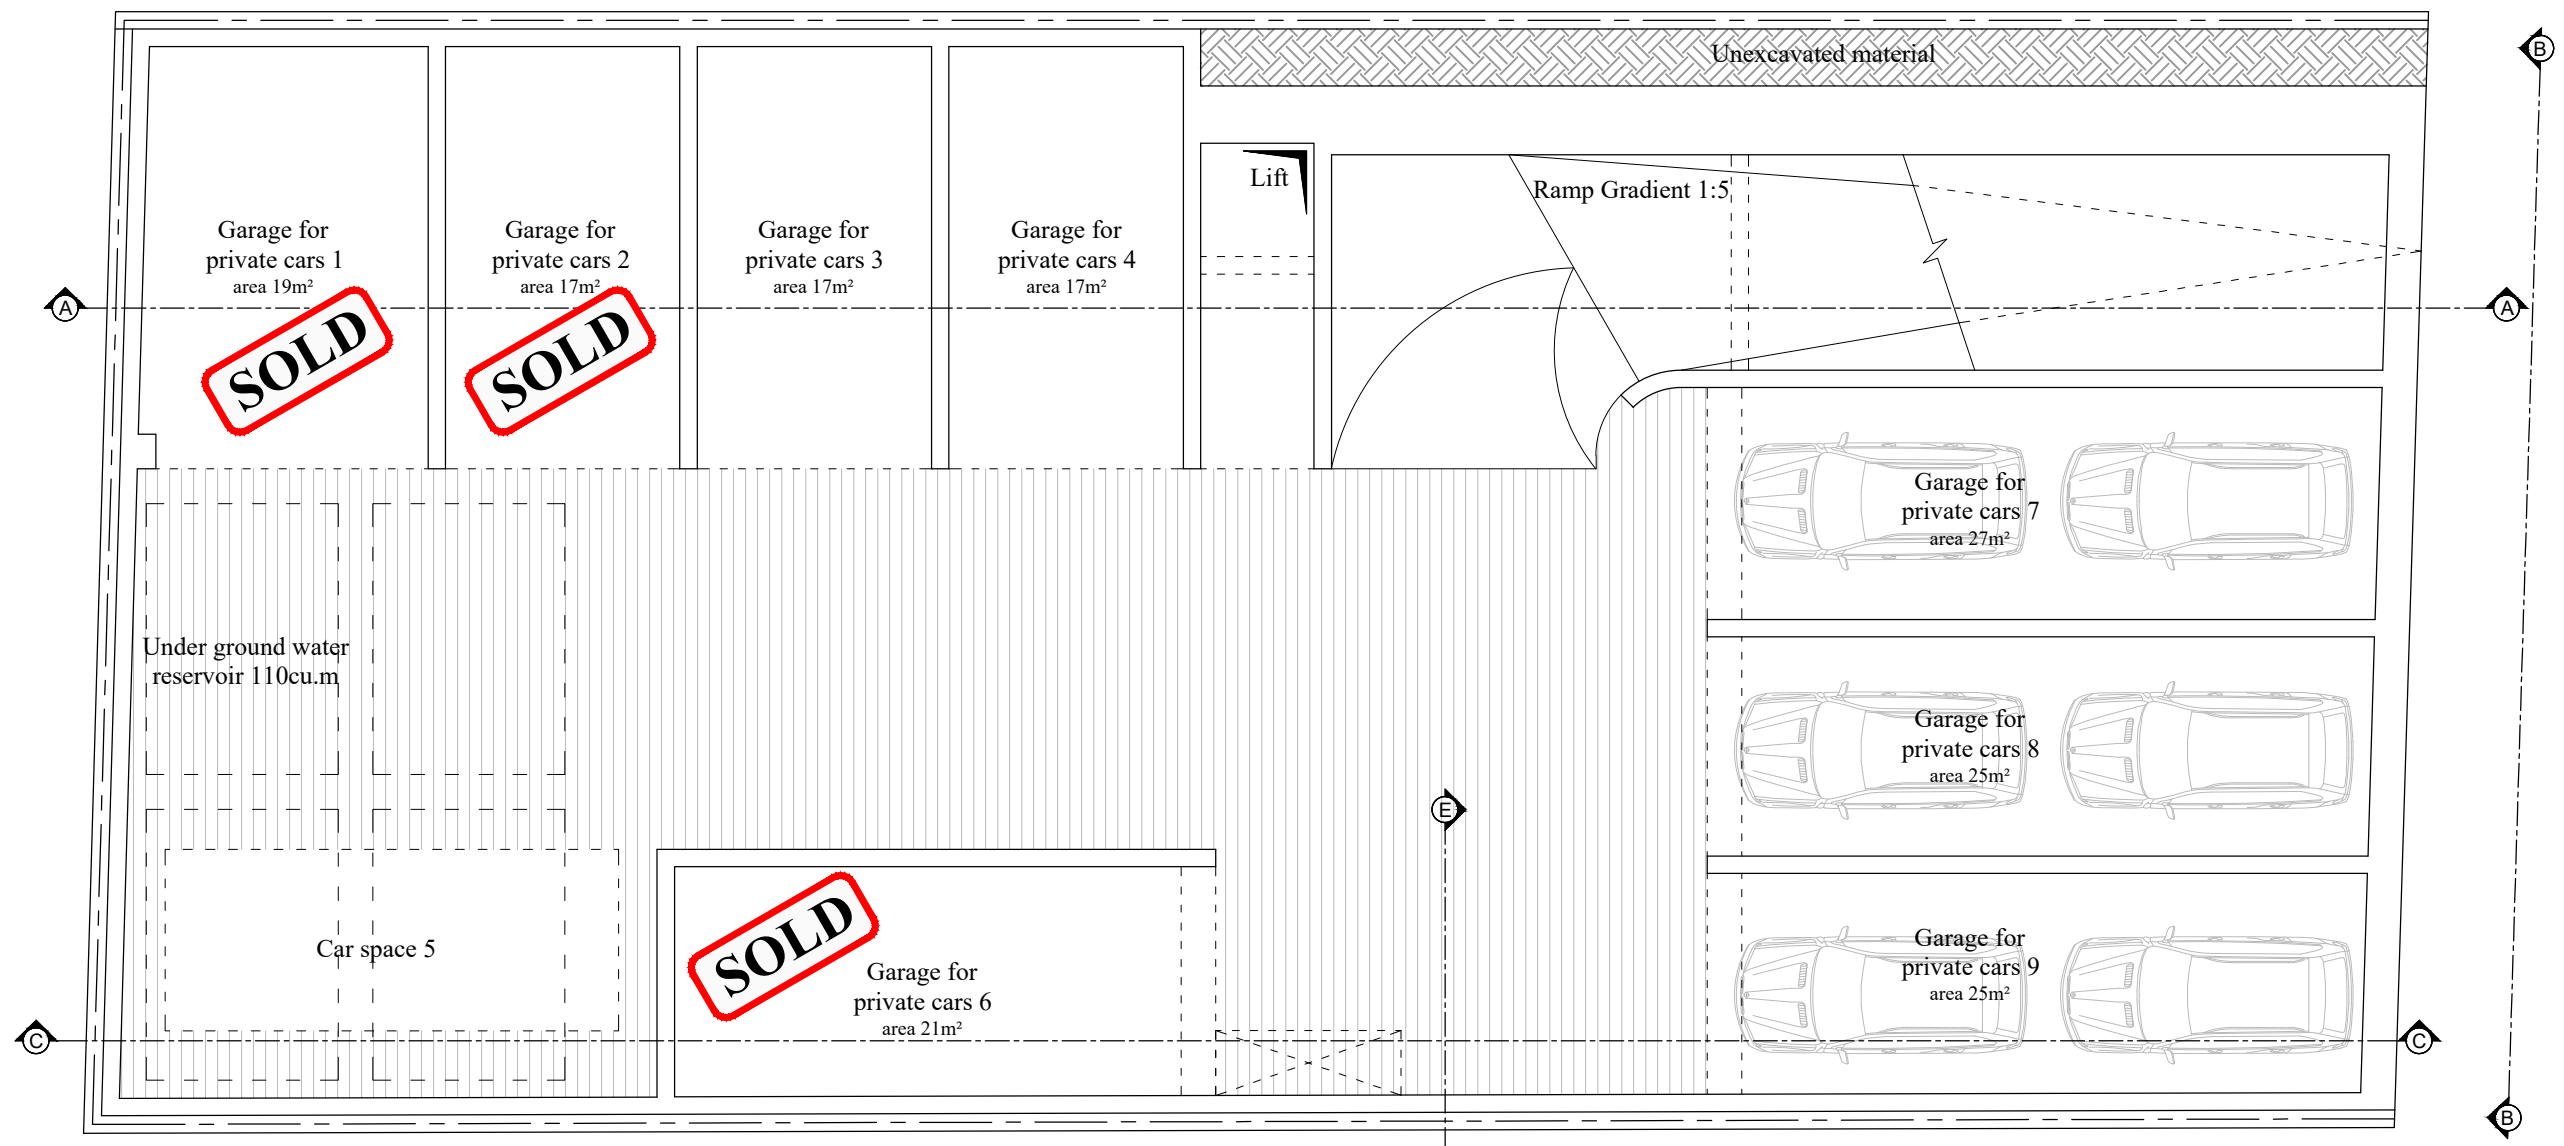 Unexcavated material
B
Lift
Ramp Gradient 1:5
Garage for
private cars 1
area 19m²
Garage for
private cars 2
area 17m²
Garage for
private cars 3
area 17m²
Garage for
private cars 4
area 17m²
A
A
SOLD
SOLD
Garage for
private cars 7
area 27m²
Under ground water
reservoir 110cu.m
Garage for
private cars 8
area 25m²
E
SOLD
Car space 5
Garage for
private cars 6
area 21m²
Garage for
private cars 9
area 25m²
C
C
B